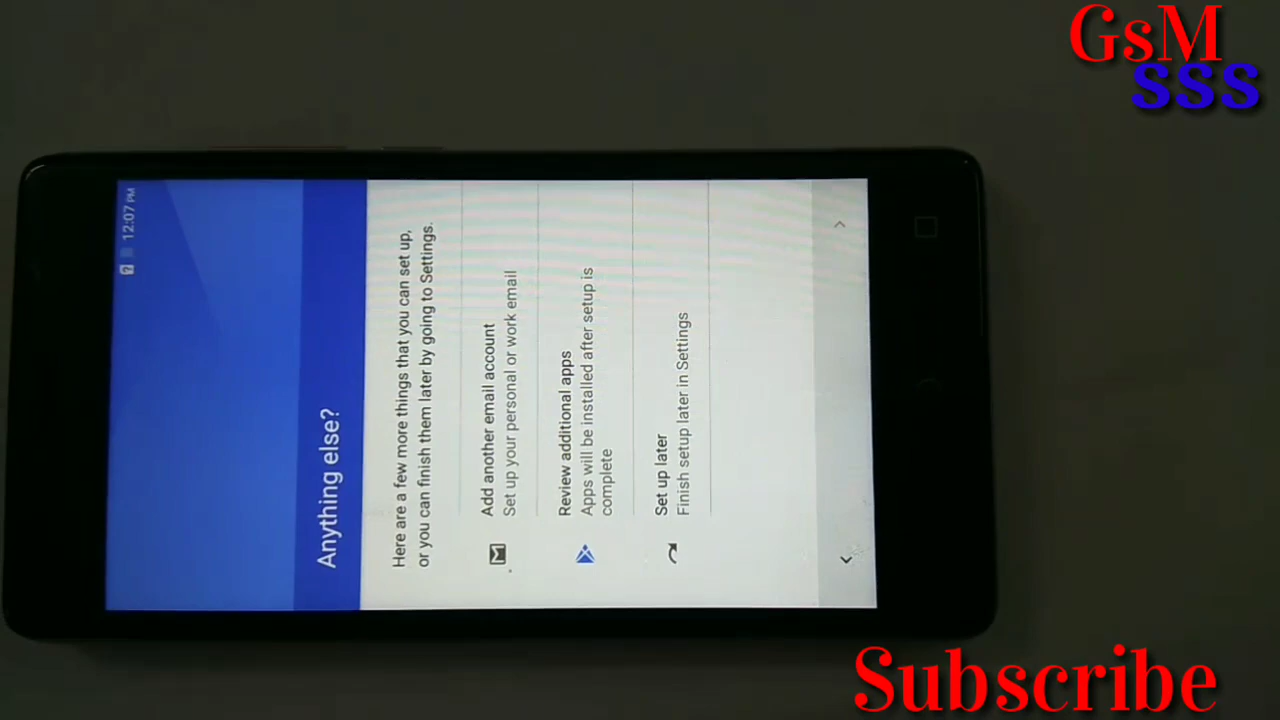 GsM
SSS
12:07 PM
Anything else?
Here are a few more things that you can set up,
or you can finish them later by going to Settings.
Add another email account
Set up your personal or work email
Review additional apps
Apps will be installed after setup is
complete
Set up later
Finish setup later in Settings
Subscribe